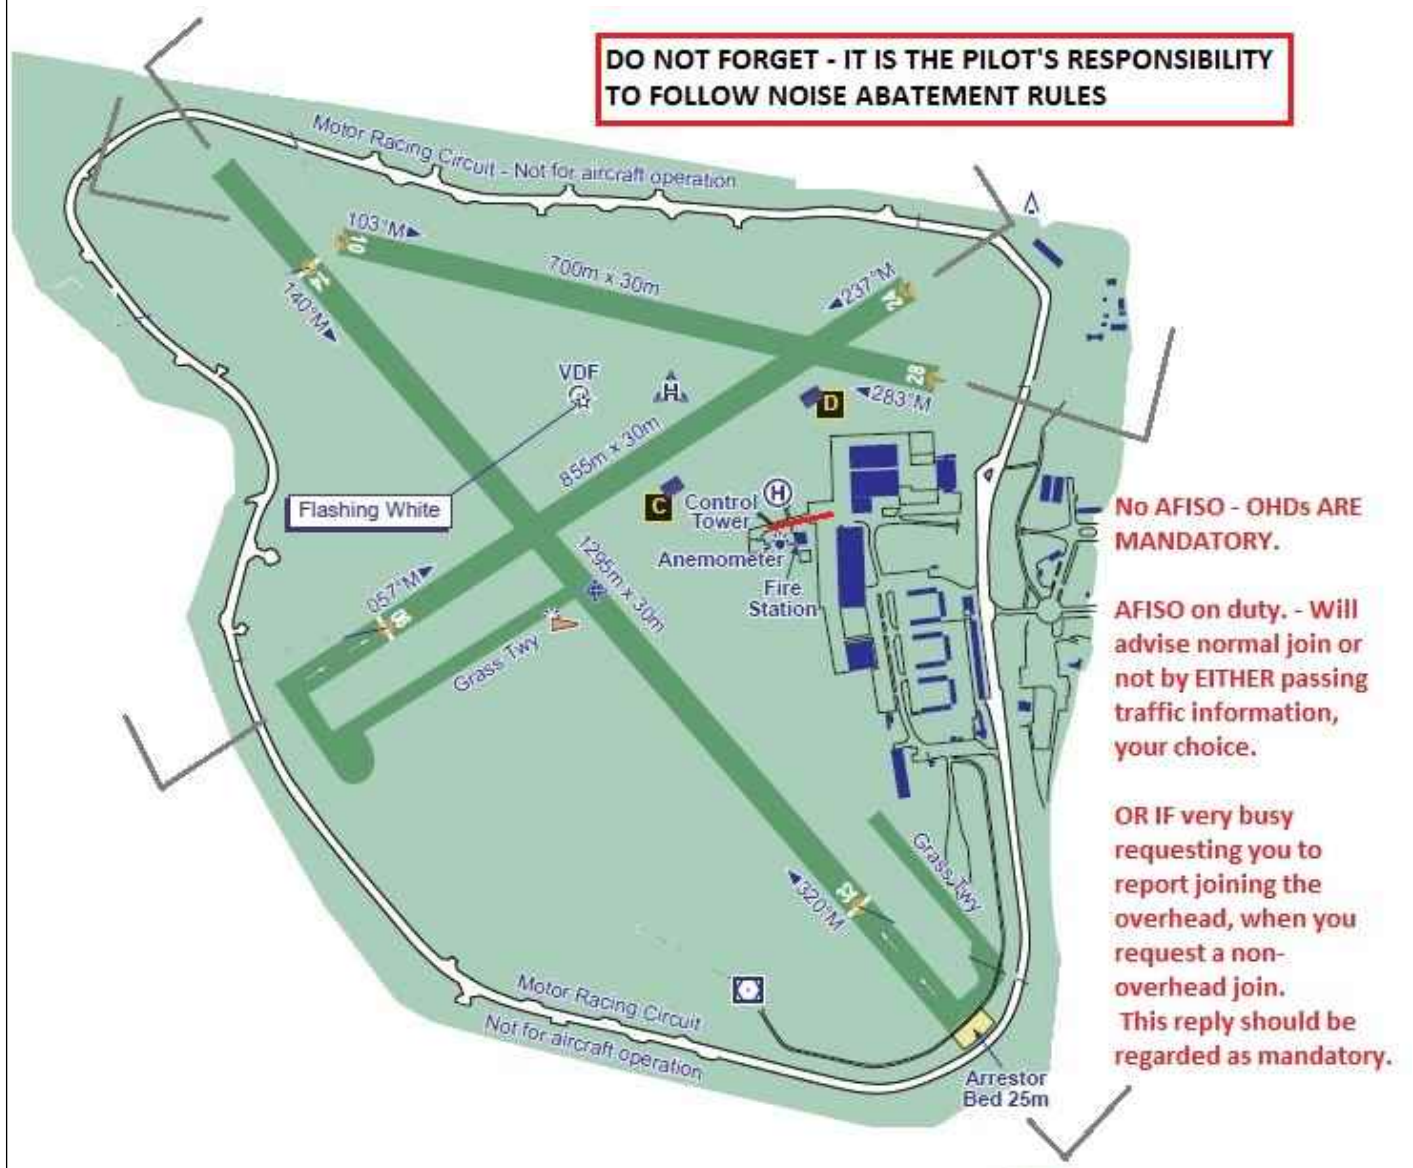 DO NOT FORGET - IT IS THE PILOT'S RESPONSIBILITY
TO FOLLOW NOISE ABATEMENT RULES
Motor Racing Circuit - Not for aircraft operation
103°M
10
700m x 30m
237°M
24
14
140°M
VDF
H
28
283°M
D
855m x 30m
Flashing White
C
Control
Tower
H
Anemometer
Fire
Station
1295m x 30m
057°M
06
Grass Twy
No AFISO - OHDs ARE
MANDATORY.
AFISO on duty. - Will
advise normal join or
not by EITHER passing
traffic information,
your choice.
OR IF very busy
requesting you to
report joining the
overhead, when you
request a non-
overhead join.
This reply should be
regarded as mandatory.
Grass Twy
32
320°M
Motor Racing Circuit
Not for aircraft operation
Arrestor
Bed 25m